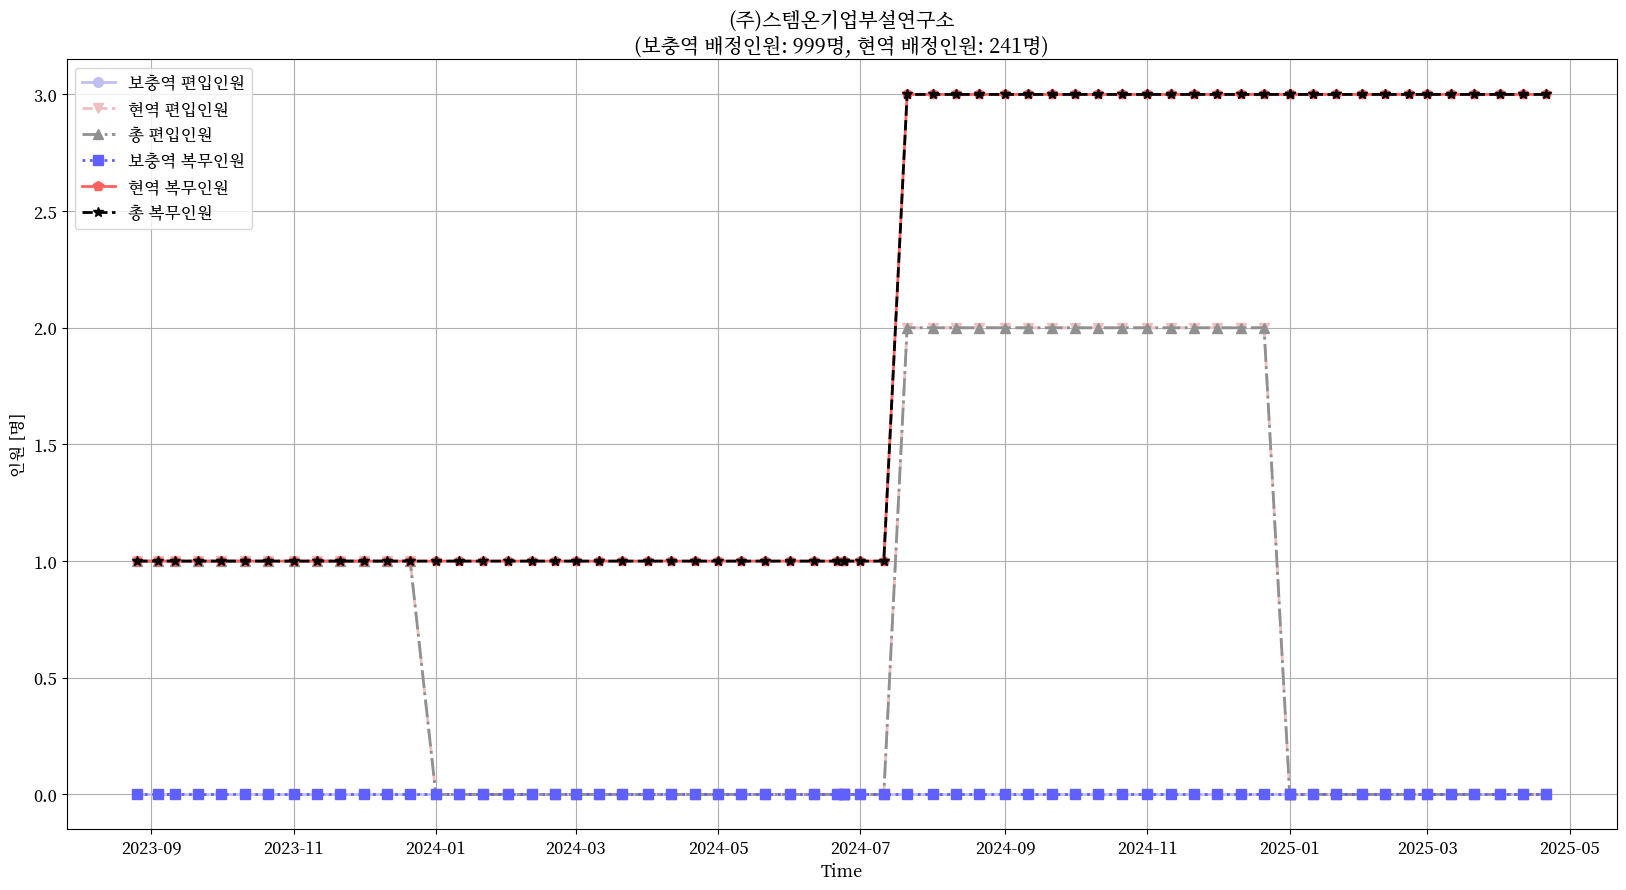 (주)스템온기업부설연구소
(보충역 배정인원: 999명, 현역 배정인원: 241명)
보충역 편입인원
현역 편입인원
총 편입인원
보충역 복무인원
현역 복무인원
총 복무인원
3.0
2.5
2.0
1.5
1.0
0.5
0.0
인원 [명]
2023-09
2023-11
2024-01
2024-03
2024-05
2024-07
2024-09
2024-11
2025-01
2025-03
2025-05
Time